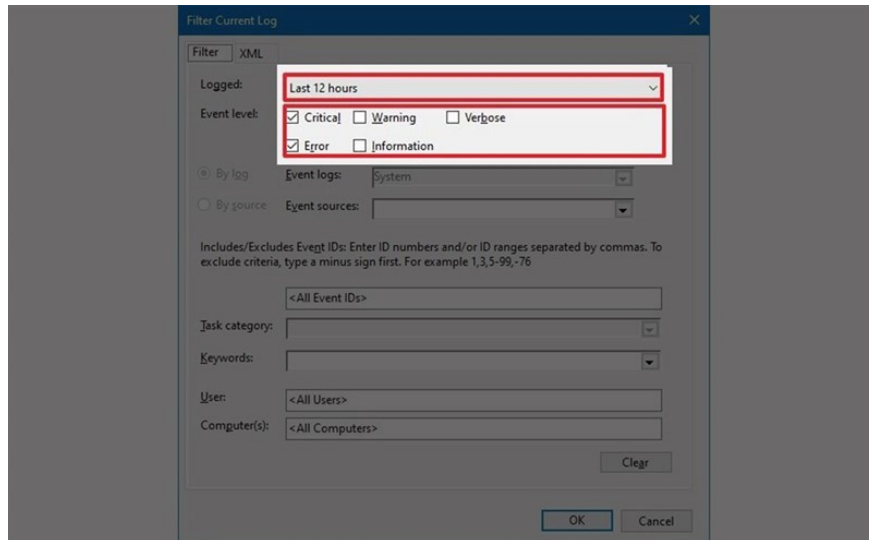 Filter Current Log
Filter XML
Logged: Last 12 hours
Event level: Critical Warning Verbose
Error Information
By log Event logs: System
By source Event sources:
Includes/Excludes Event IDs: Enter ID numbers and/or ID ranges separated by commas. To
exclude criteria, type a minus sign first. For example 1,3,5-99,-76
<All Event IDs>
Task category:
Keywords:
User: <All Users>
Computer(s): <All Computers>
Clear
OK Cancel